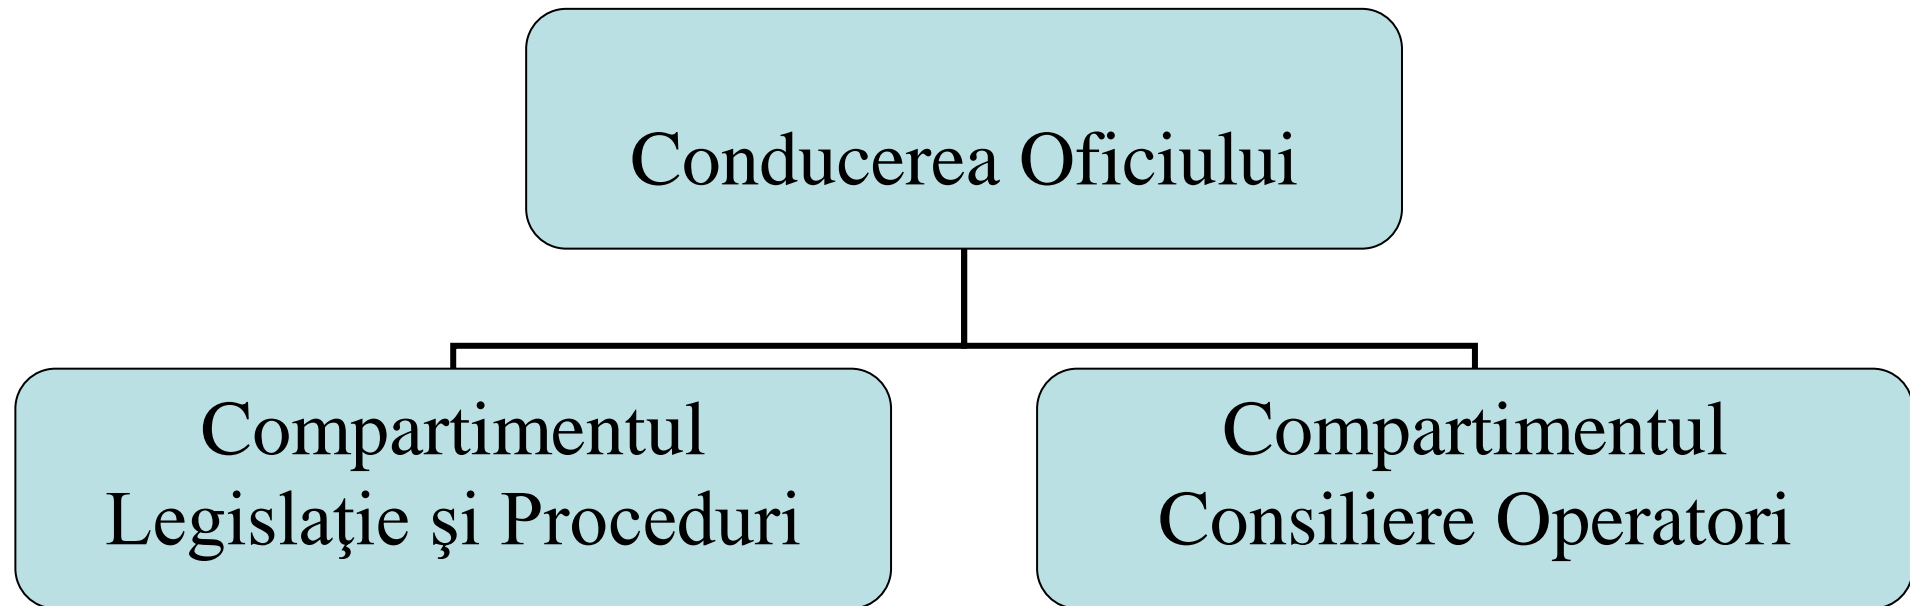 Conducerea Oficiului
Compartimentul
Legislaţie şi Proceduri
Compartimentul
Consiliere Operatori